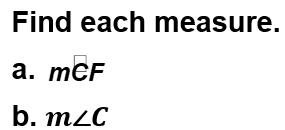 Find each measure.
a. mCF
b. m∠C